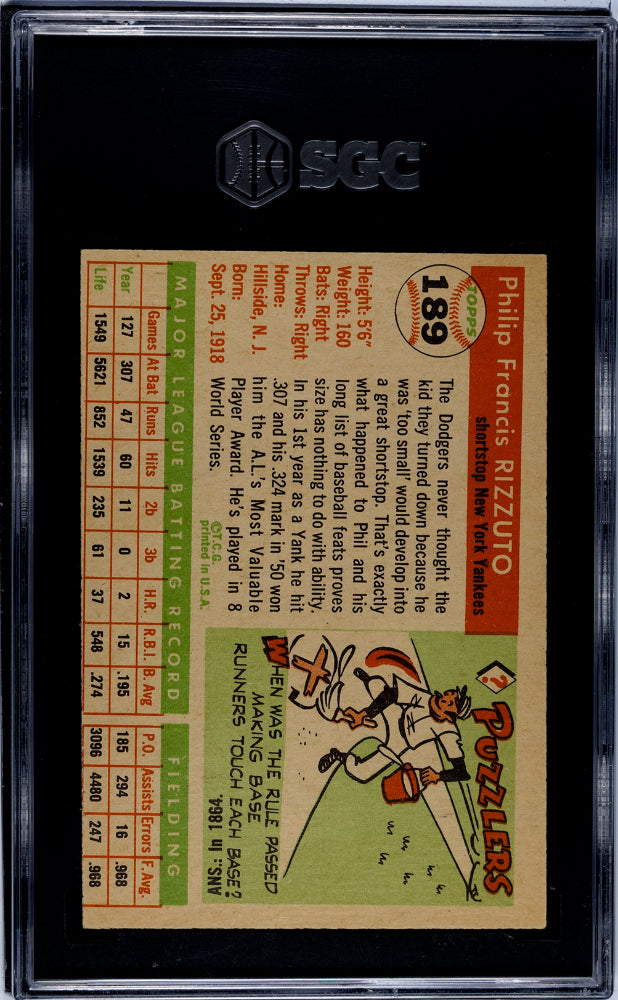 SGC
Philip Francis RIZZUTO
shortstop New York Yankees
TOPPS
189
Height: 5'6"
Weight: 160
Bats: Right
Throws: Right
Home:
Hillside, N. J.
Born:
Sept. 25, 1918
The Dodgers never thought the
kid they turned down because he
was 'too small' would develop into
a great shortstop. That's exactly
what happened to Phil and his
long list of baseball feats proves
size has nothing to do with ability.
In his 1st year as a Yank he hit
.307 and his .324 mark in '50 won
him the A.L.'s Most Valuable
Player Award. He's played in 8
World Series.
©T.C.G.
printed in U.S.A.
?
PUZZLERS
WHEN WAS THE RULE PASSED
MAKING BASE
RUNNERS TOUCH EACH BASE?
ANS.: In 1864.
MAJOR LEAGUE BATTING RECORD FIELDING
Games At Bat Runs Hits 2b 3b H.R. R.B.I. B. Avg P.O. Assists Errors F. Avg.
Year 127 307 47 60 11 0 2 15 .195 185 294 16 .968
Life 1549 5621 852 1539 235 61 37 548 .274 3096 4480 247 .968